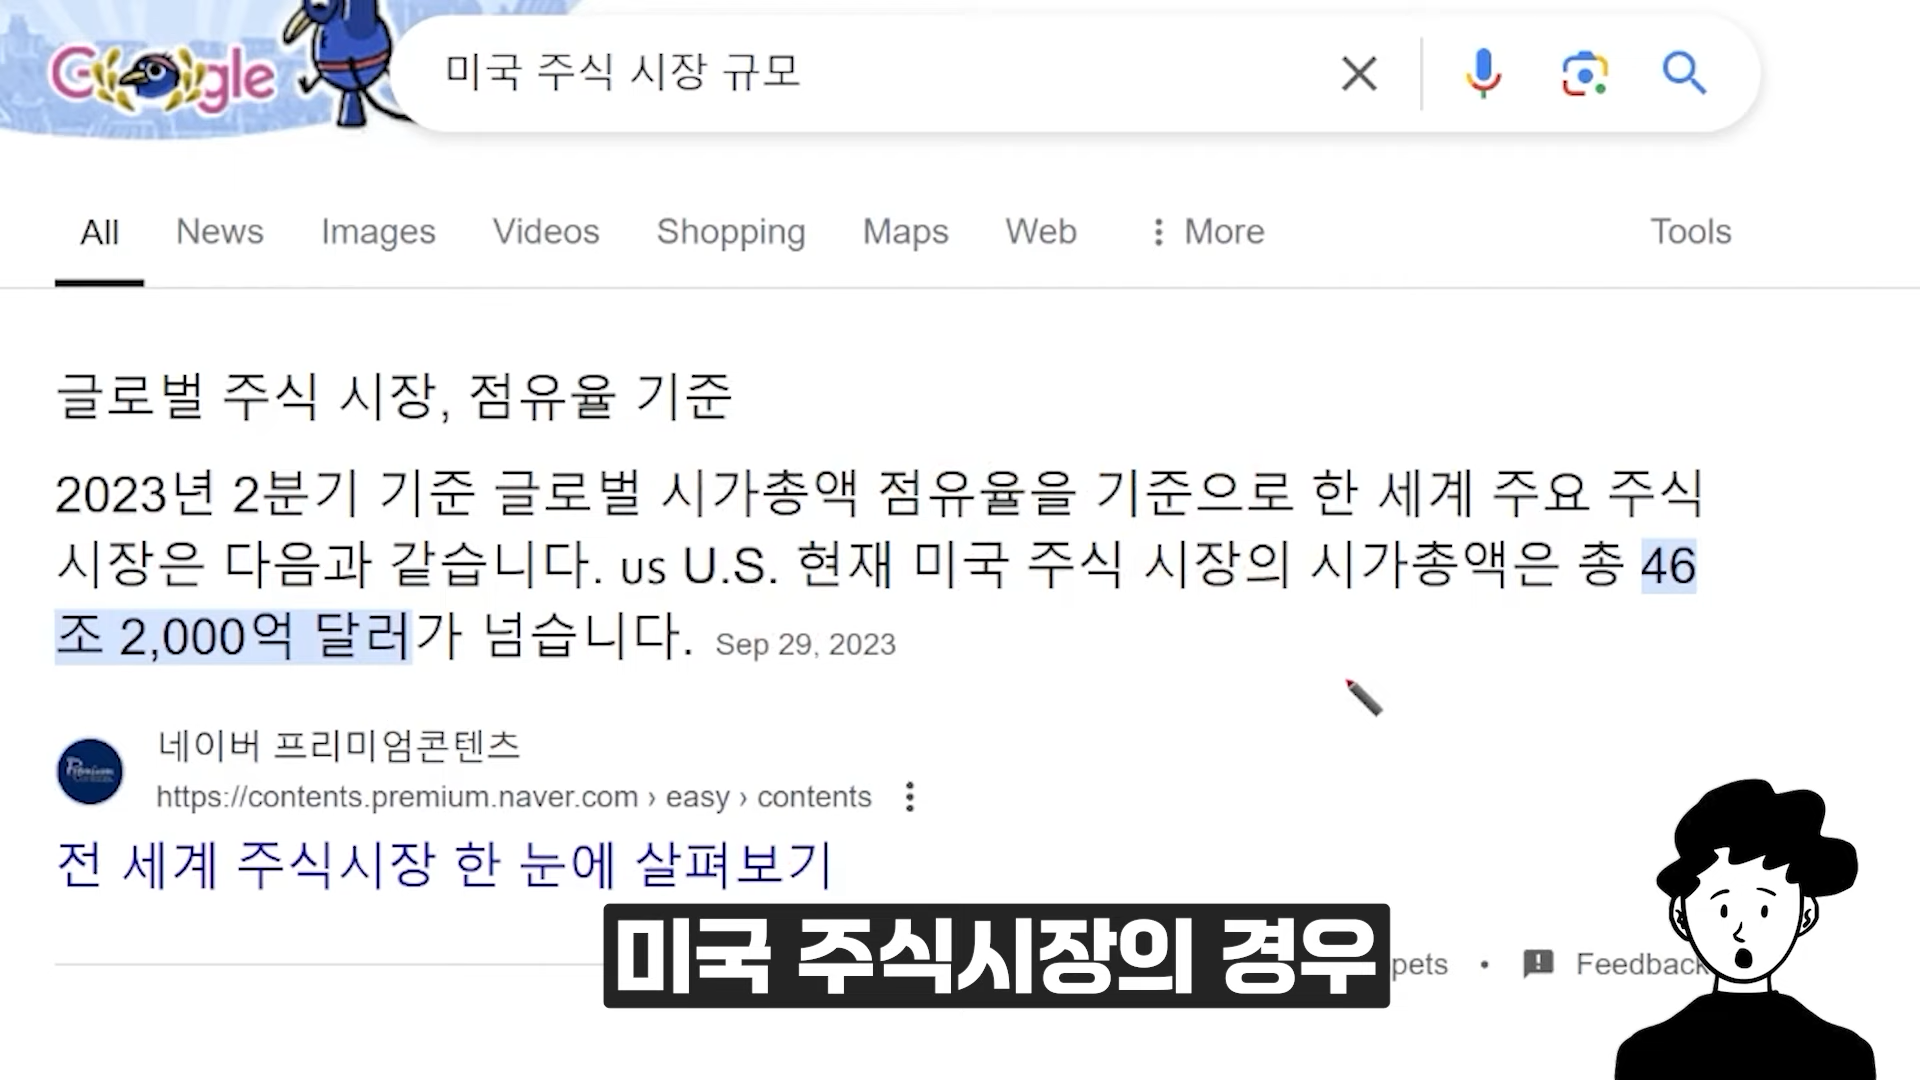 Google
미국 주식 시장 규모
All News Images Videos Shopping Maps Web More Tools
글로벌 주식 시장, 점유율 기준
2023년 2분기 기준 글로벌 시가총액 점유율을 기준으로 한 세계 주요 주식
시장은 다음과 같습니다. us U.S. 현재 미국 주식 시장의 시가총액은 총 46
조 2,000억 달러가 넘습니다. Sep 29, 2023
Premium
네이버 프리미엄콘텐츠
https://contents.premium.naver.com › easy › contents
전 세계 주식시장 한 눈에 살펴보기
미국 주식시장의 경우
pets • Feedback